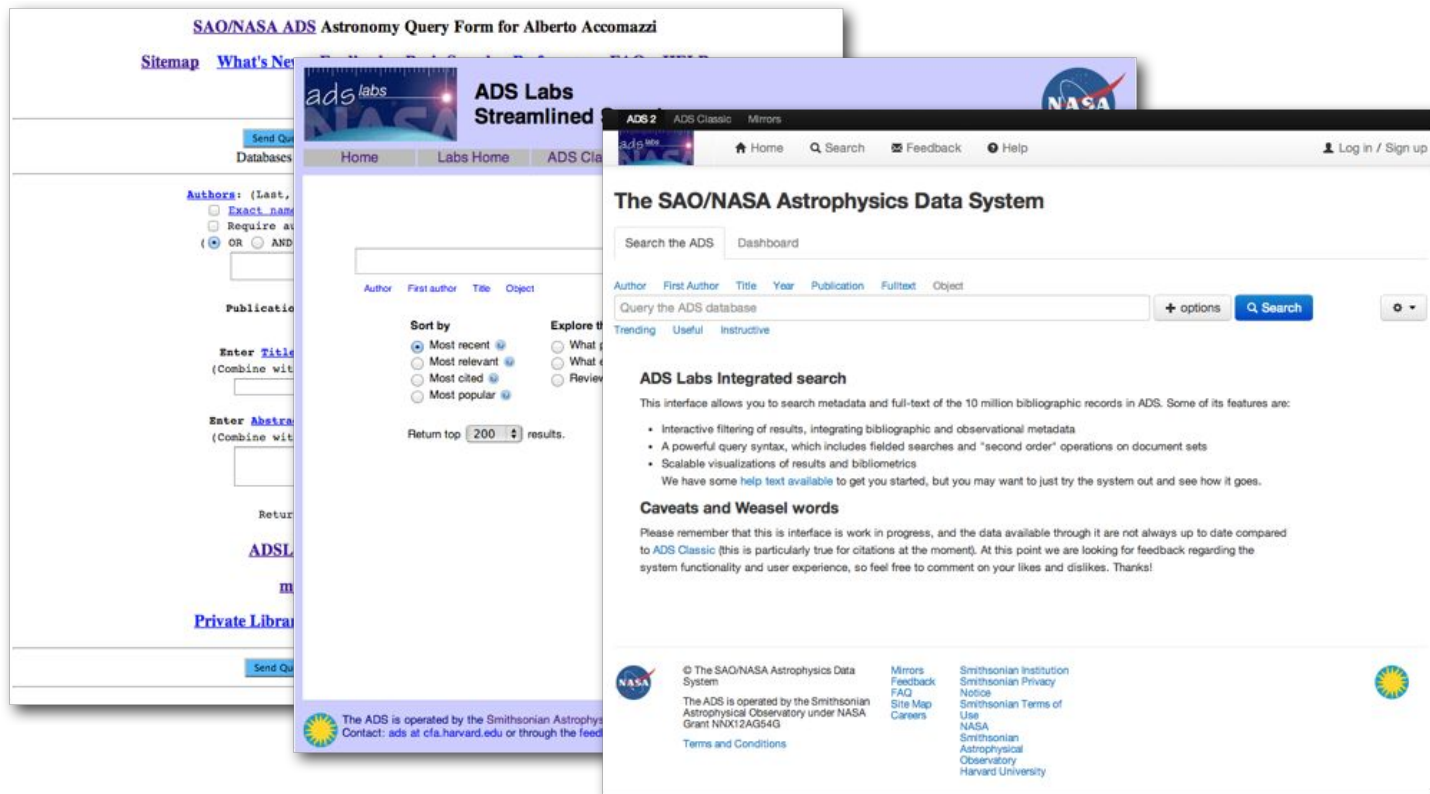 SAO/NASA ADS Astronomy Query Form for Alberto Accomazzi
Sitemap What's New
Send Qu
Databases
Authors: (Last,
Exact name
Require au
( OR AND
Publicatio
Enter Title
(Combine wit
Enter Abstra
(Combine wit
Retur
ADSL
m
Private Librar
Send Qu
ads labs
NASA
ADS Labs
Streamlined S
NASA
Home Labs Home ADS Cla
Author First author Title Object
Sort by
Most recent
Most relevant
Most cited
Most popular
Explore th
What p
What e
Review
Return top 200 results.
The ADS is operated by the Smithsonian Astrophys
Contact: ads at cfa.harvard.edu or through the feed
ADS 2 ADS Classic Mirrors
ads labs
Home Search Feedback Help Log in / Sign up
The SAO/NASA Astrophysics Data System
Search the ADS Dashboard
Author First Author Title Year Publication Fulltext Object
Query the ADS database + options Search
Trending Useful Instructive
ADS Labs Integrated search
This interface allows you to search metadata and full-text of the 10 million bibliographic records in ADS. Some of its features are:
• Interactive filtering of results, integrating bibliographic and observational metadata
• A powerful query syntax, which includes fielded searches and "second order" operations on document sets
• Scalable visualizations of results and bibliometrics
We have some help text available to get you started, but you may want to just try the system out and see how it goes.
Caveats and Weasel words
Please remember that this is interface is work in progress, and the data available through it are not always up to date compared
to ADS Classic (this is particularly true for citations at the moment). At this point we are looking for feedback regarding the
system functionality and user experience, so feel free to comment on your likes and dislikes. Thanks!
NASA
© The SAO/NASA Astrophysics Data
System
The ADS is operated by the Smithsonian
Astrophysical Observatory under NASA
Grant NNX12AG54G
Terms and Conditions
Mirrors
Feedback
FAQ
Site Map
Careers
Smithsonian Institution
Smithsonian Privacy
Notice
Smithsonian Terms of
Use
NASA
Smithsonian
Astrophysical
Observatory
Harvard University